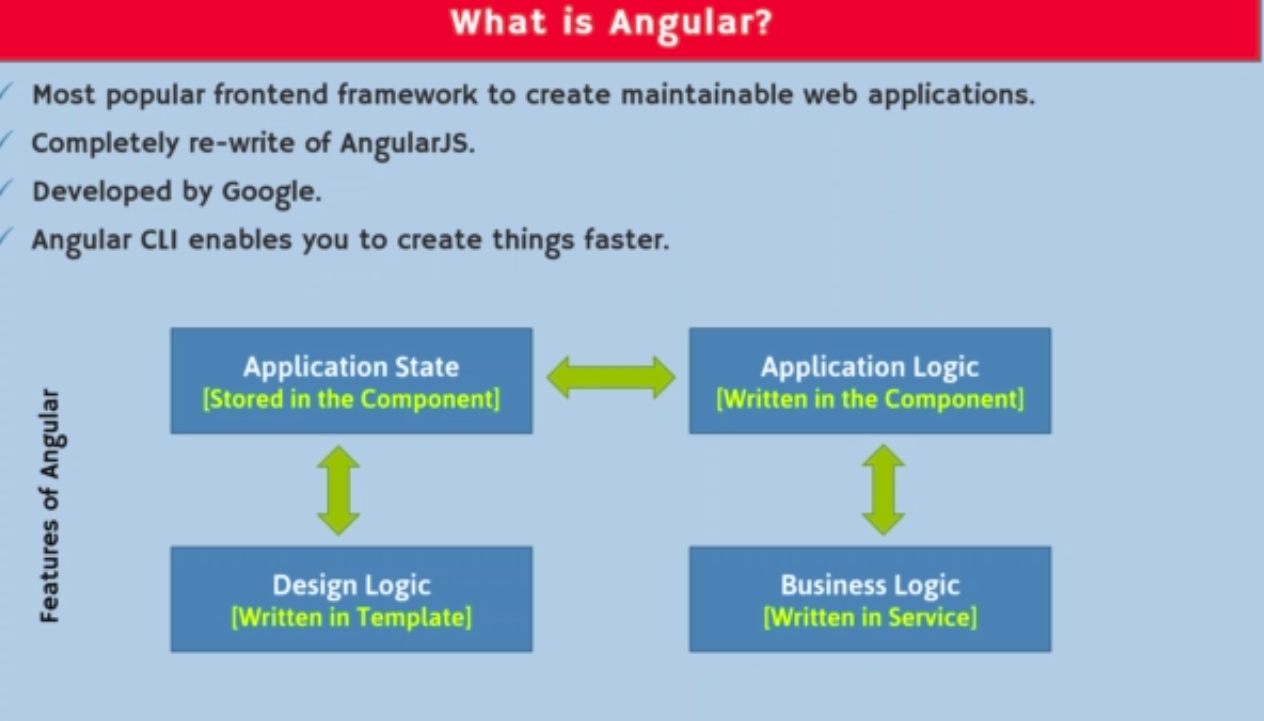 What is Angular?
Most popular frontend framework to create maintainable web applications.
Completely re-write of AngularJS.
Developed by Google.
Angular CLI enables you to create things faster.
Features of Angular
Application State
[Stored in the Component]
Application Logic
[Written in the Component]
Design Logic
[Written in Template]
Business Logic
[Written in Service]